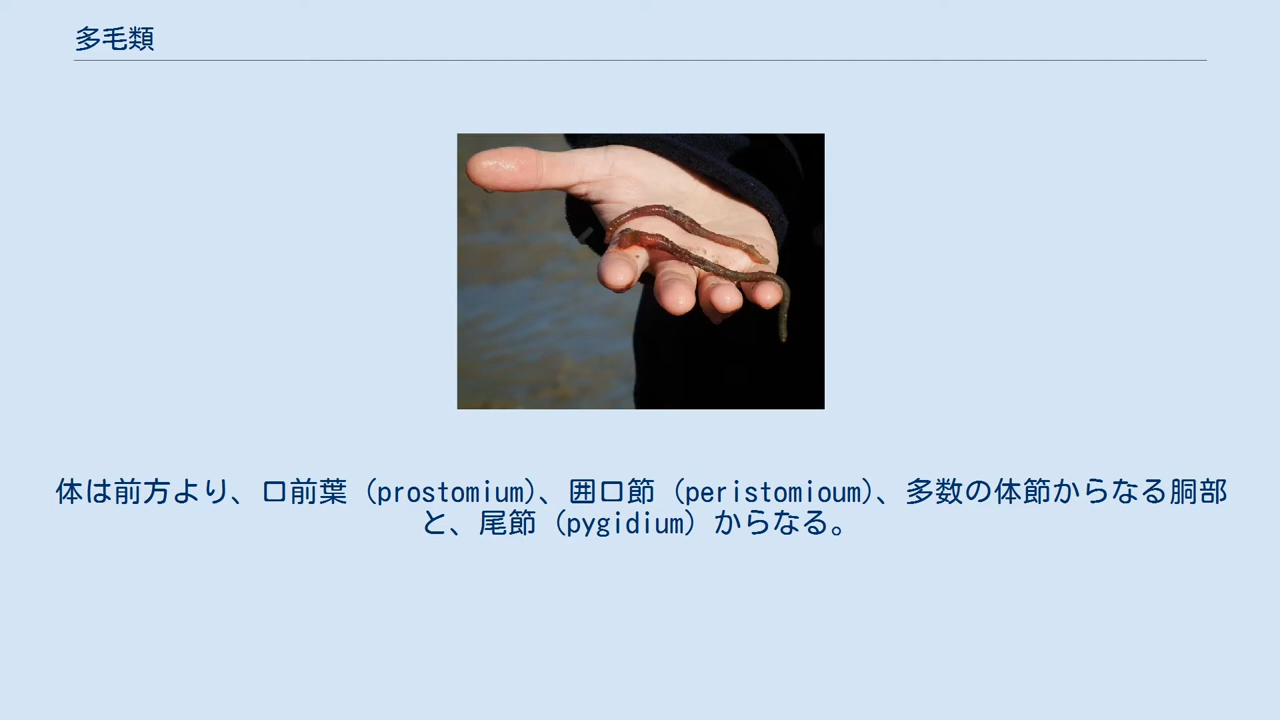 多毛類
体は前方より、口前葉（prostomium)、囲口節（peristomioum)、多数の体節からなる胴部
と、尾節（pygidium）からなる。